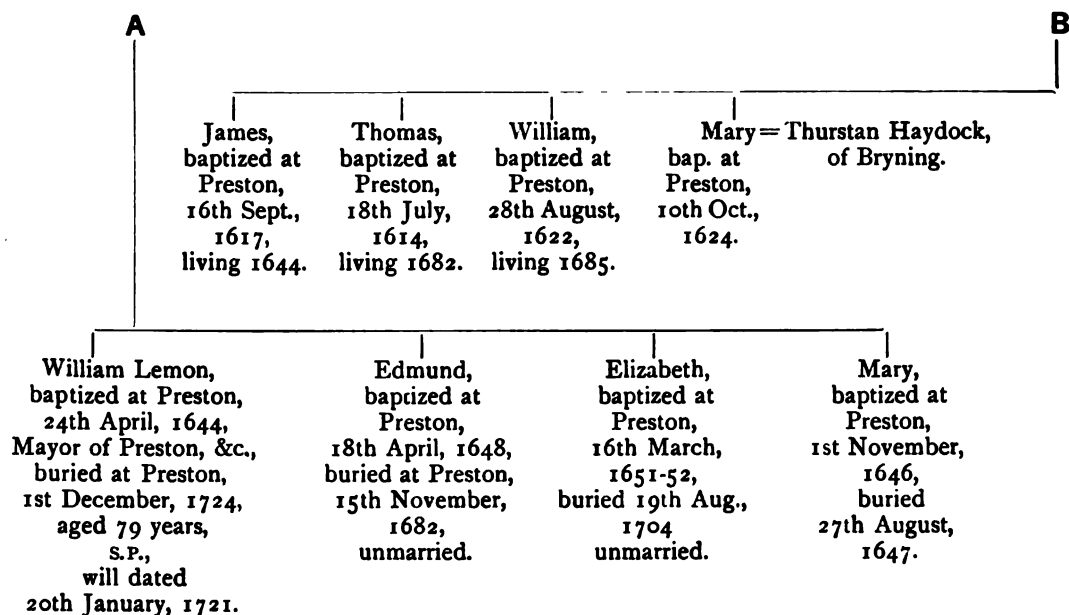 A
B
James,
baptized at
Preston,
16th Sept.,
1617,
living 1644.
Thomas,
baptized at
Preston,
18th July,
1614,
living 1682.
William,
baptized at
Preston,
28th August,
1622,
living 1685.
Mary = Thurstan Haydock,
bap. at
of Bryning.
Preston,
10th Oct.,
1624.
William Lemon,
baptized at Preston,
24th April, 1644,
Mayor of Preston, &c.,
buried at Preston,
1st December, 1724,
aged 79 years,
S.P.,
will dated
20th January, 1721.
Edmund,
baptized at
Preston,
18th April, 1648,
buried at Preston,
15th November,
1682,
unmarried.
Elizabeth,
baptized at
Preston,
16th March,
1651-52,
buried 19th Aug.,
1704
unmarried.
Mary,
baptized at
Preston,
1st November,
1646,
buried
27th August,
1647.